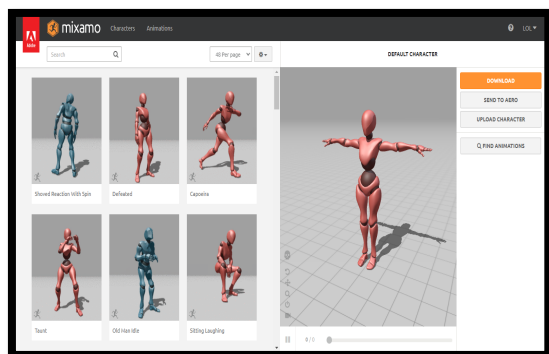 Adobe
mixamo Characters Animations LOL
Search
48 Per page
DEFAULT CHARACTER
DOWNLOAD
SEND TO AERO
UPLOAD CHARACTER
FIND ANIMATIONS
Shoved Reaction With Spin Defeated Capoeira
Taunt Old Man Idle Sitting Laughing